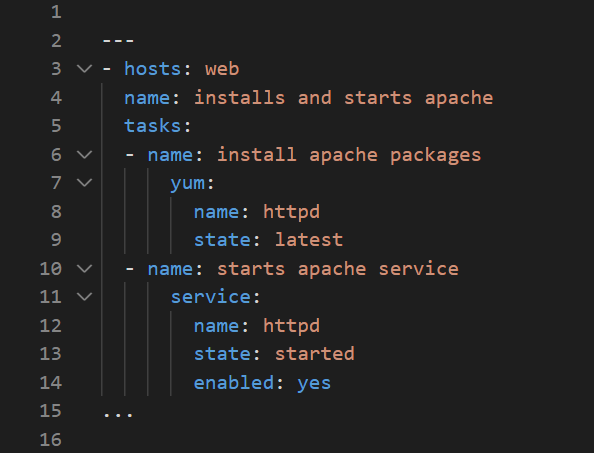 1
2 ---
3 - hosts: web
4   name: installs and starts apache
5   tasks:
6   - name: install apache packages
7       yum:
8         name: httpd
9         state: latest
10   - name: starts apache service
11       service:
12         name: httpd
13         state: started
14         enabled: yes
15 ...
16